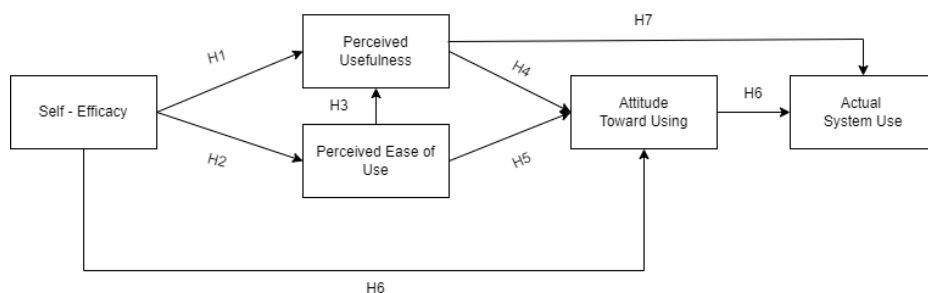 H7
Perceived
Usefulness
H1
H4
Self - Efficacy
H3
Attitude
Toward Using
H6
Actual
System Use
H2
Perceived Ease of
Use
H5
H6